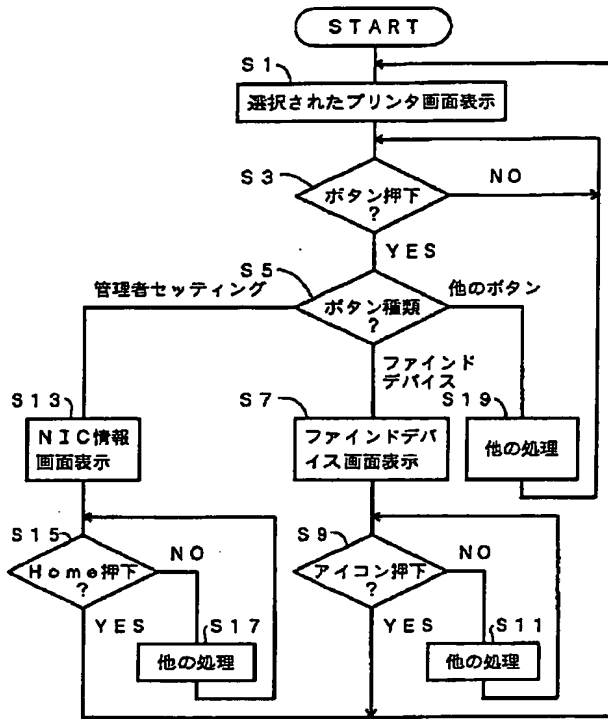 START
S1
選択されたプリンタ画面表示
S3
ボタン押下
?
NO
YES
S5
管理者セッティング
ボタン種類
?
他のボタン
ファインド
デバイス
S13
NIC情報
画面表示
S7
ファインドデバ
イス画面表示
S19
他の処理
S15
Home押下
?
NO
YES
S17
他の処理
S9
アイコン押下
?
NO
YES
S11
他の処理